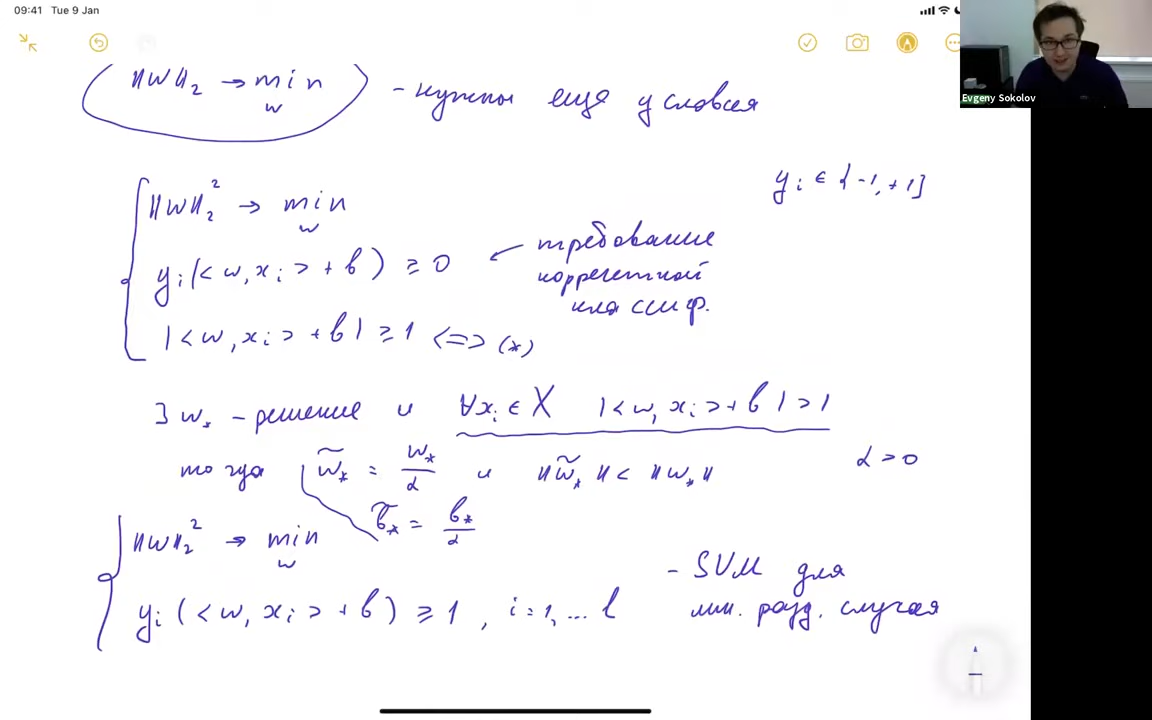 09:41 Tue 9 Jan
Evgeny Sokolov
||w||₂ → min
w
- нужны еще условия
||w||₂² → min
w
yᵢ ∈ {-1, +1}
yᵢ(<w, xᵢ> + b) ≥ 0 ← требование
корректной
классиф.
|<w, xᵢ> + b| ≥ 1 <=> (*)
∃ w* - решение и ∀xᵢ ∈ X |<w, xᵢ> + b| > 1
тогда w̃* = w*/α и ||w̃*|| < ||w*|| α > 0
b̃* = b*/α
||w||₂² → min
w
yᵢ(<w, xᵢ> + b) ≥ 1, i = 1, ... l
- SVM для
лин. разд. случая